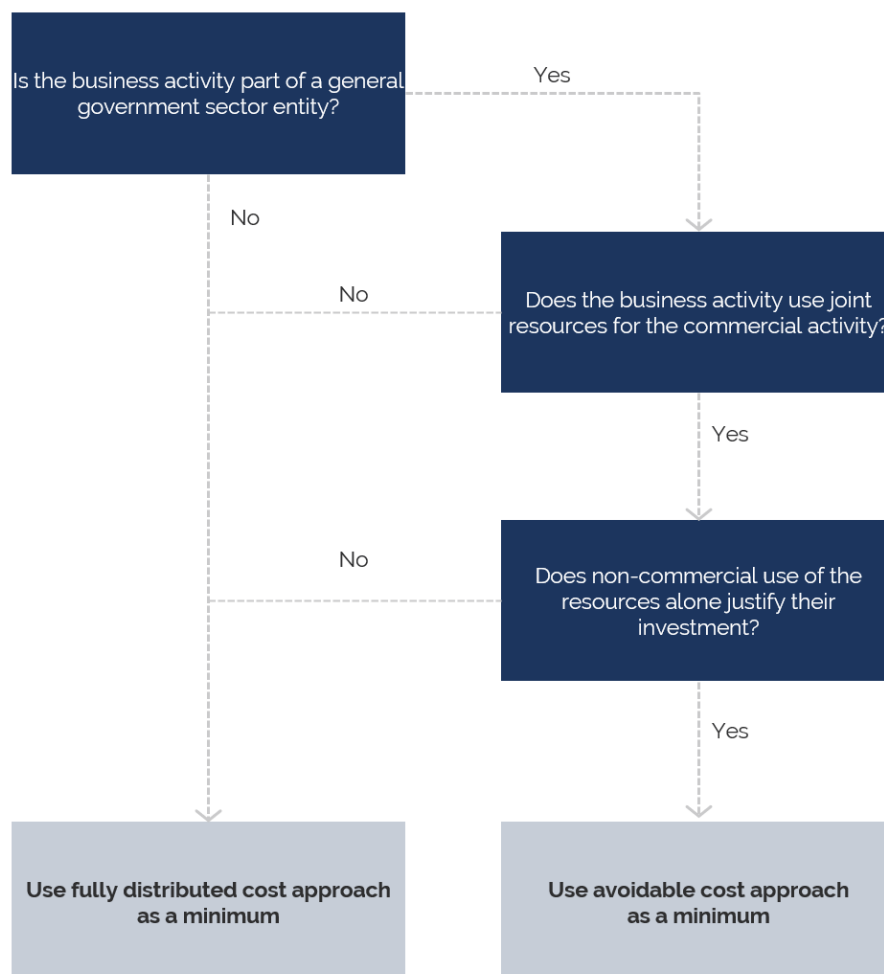 Is the business activity part of a general
government sector entity?
Yes
No
No
Does the business activity use joint
resources for the commercial activity?
Yes
No
Does non-commercial use of the
resources alone justify their
investment?
Yes
Use fully distributed cost approach
as a minimum
Use avoidable cost approach
as a minimum